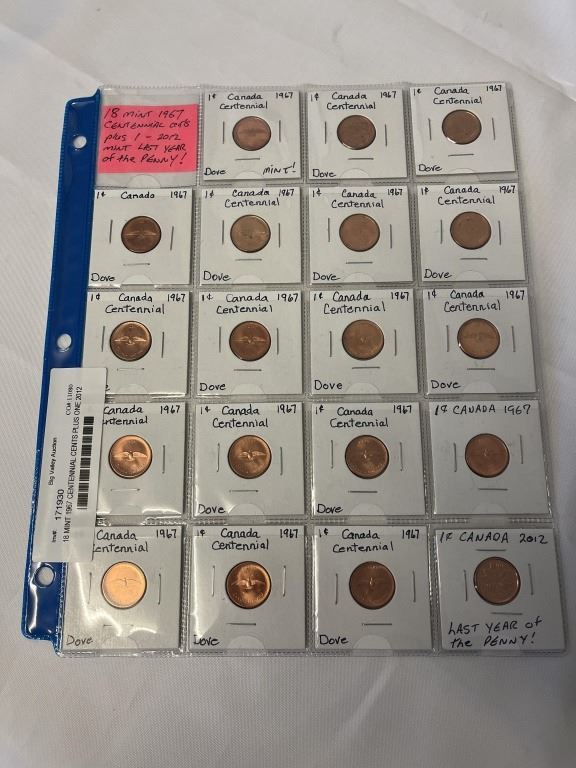 18 MINT 1967
CENTENNIAL
plus 1 - 2012
MINT LAST YEAR
of the PENNY!
1¢ Canada 1967
Centennial
Dove MINT!
1¢ Canada 1967
Centennial
Dove
1¢ Canada 1967
Centennial
Dove
1¢ Canada 1967
Dove
1¢ Canada 1967
Centennial
Dove
1¢ Canada 1967
Centennial
Dove
1¢ Canada 1967
Centennial
Dove
1¢ Canada 1967
Centennial
Dove
1¢ Canada 1967
Centennial
Dove
1¢ Canada 1967
Centennial
Dove
1¢ Canada 1967
Centennial
Dove
Canada 1967
Centennial
1¢ Canada 1967
Centennial
Dove
1¢ Canada 1967
Centennial
Dove
1¢ CANADA 1967
Canada 1967
Centennial
Dove
1¢ Canada 1967
Centennial
Dove
1¢ Canada 1967
Centennial
Dove
1¢ CANADA 2012
LAST YEAR of
the PENNY!
Big Valley Auction
Item# 171930
18 MINT 1967 CENTENNIAL CENTS PLUS ONE 2012